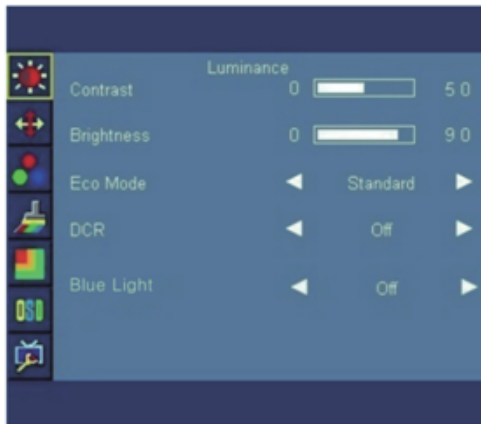 Luminance
Contrast 0 50
Brightness 0 90
Eco Mode Standard
DCR Off
Blue Light Off
OSD